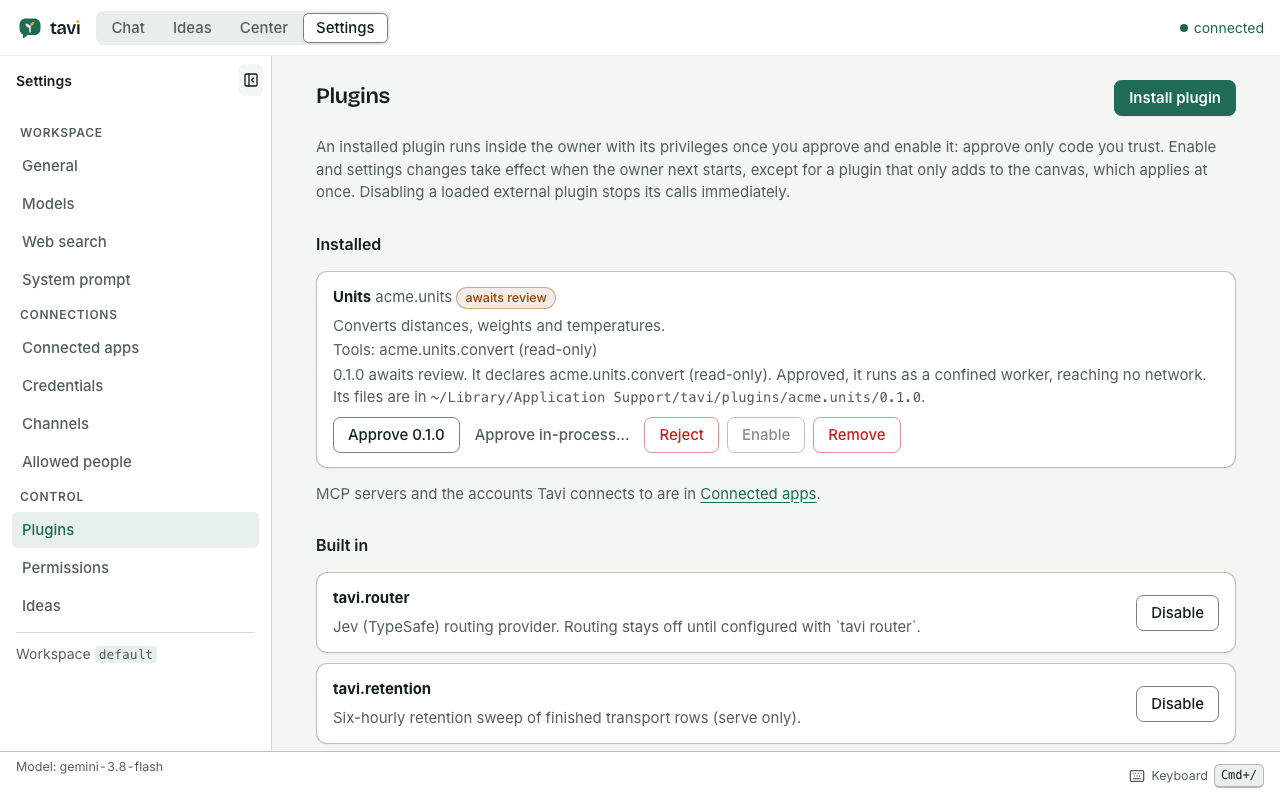 tavi
Chat
Ideas
Center
Settings
connected
Settings
WORKSPACE
General
Models
Web search
System prompt
CONNECTIONS
Connected apps
Credentials
Channels
Allowed people
CONTROL
Plugins
Permissions
Ideas
Workspace default
Plugins
Install plugin
An installed plugin runs inside the owner with its privileges once you approve and enable it: approve only code you trust. Enable
and settings changes take effect when the owner next starts, except for a plugin that only adds to the canvas, which applies at
once. Disabling a loaded external plugin stops its calls immediately.
Installed
Units acme.units awaits review
Converts distances, weights and temperatures.
Tools: acme.units.convert (read-only)
0.1.0 awaits review. It declares acme.units.convert (read-only). Approved, it runs as a confined worker, reaching no network.
Its files are in ~/Library/Application Support/tavi/plugins/acme.units/0.1.0.
Approve 0.1.0
Approve in-process…
Reject
Enable
Remove
MCP servers and the accounts Tavi connects to are in Connected apps.
Built in
tavi.router
Jev (TypeSafe) routing provider. Routing stays off until configured with `tavi router`.
Disable
tavi.retention
Six-hourly retention sweep of finished transport rows (serve only).
Disable
Model: gemini-3.8-flash
Keyboard Cmd+/